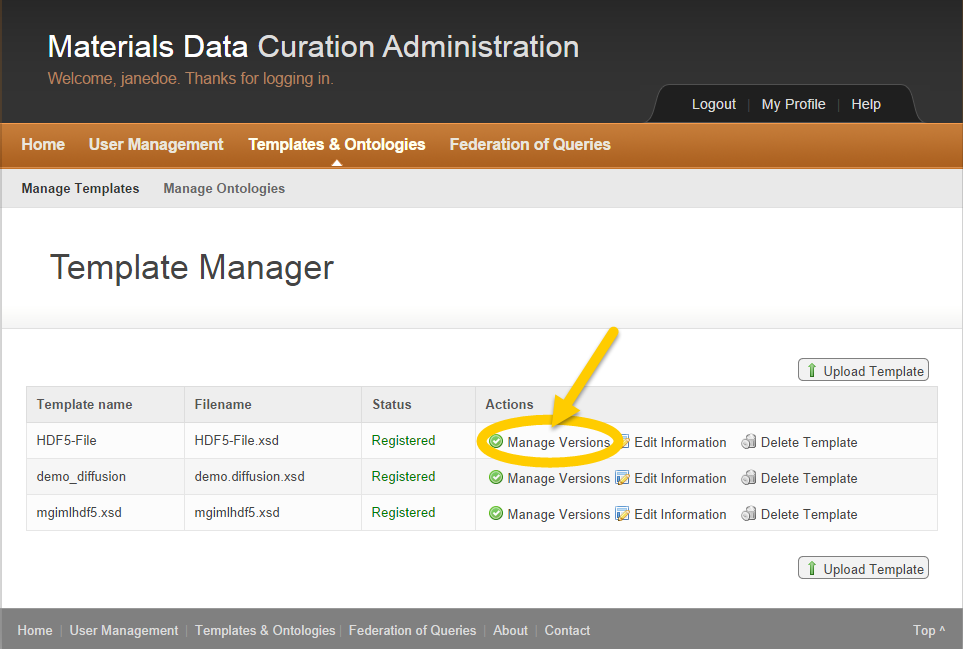 Materials Data Curation Administration
Welcome, janedoe. Thanks for logging in.
Logout | My Profile | Help
Home User Management Templates & Ontologies Federation of Queries
Manage Templates Manage Ontologies
Template Manager
Upload Template
Template name Filename Status Actions
HDF5-File HDF5-File.xsd Registered Manage Versions Edit Information Delete Template
demo_diffusion demo.diffusion.xsd Registered Manage Versions Edit Information Delete Template
mgimlhdf5.xsd mgimlhdf5.xsd Registered Manage Versions Edit Information Delete Template
Upload Template
Home | User Management | Templates & Ontologies | Federation of Queries | About | Contact Top ^